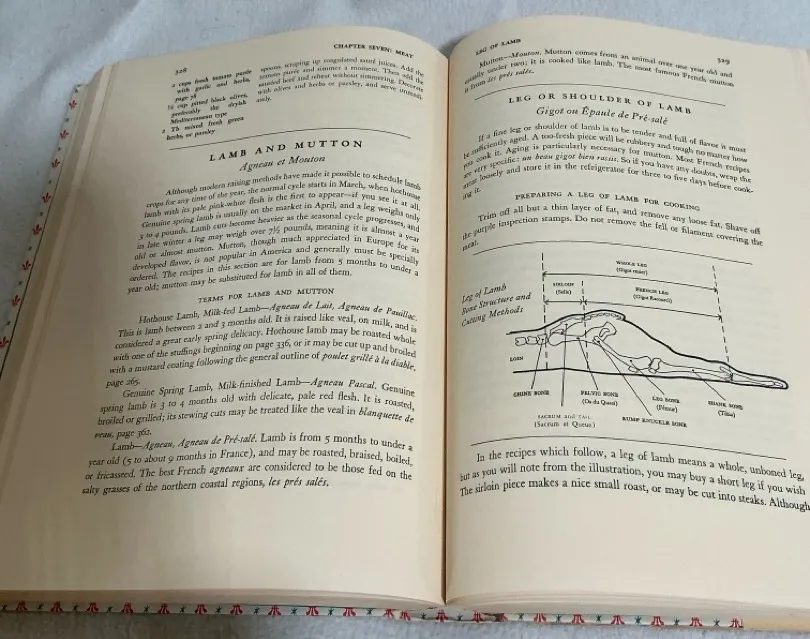 328
CHAPTER SEVEN: MEAT
2 cups fresh tomato purée
with garlic and herbs,
page 78
½ cup pitted black olives,
preferably the dryish
Mediterranean type
2 Tb mixed fresh green
herbs, or parsley
spoons, scraping up coagulated sauté juices. Add the
tomato purée and simmer a moment. Then add the
sautéed beef and reheat without simmering. Decorate
with olives and herbs or parsley, and serve immedi-
ately.
LAMB AND MUTTON
Agneau et Mouton
Although modern raising methods have made it possible to schedule lamb
crops for any time of the year, the normal cycle starts in March, when hothouse
lamb with its pale pink-white flesh is the first to appear—if you see it at all.
Genuine spring lamb is usually on the market in April, and a leg weighs only
3 to 4 pounds. Lamb cuts become heavier as the seasonal cycle progresses, and
in late winter a leg may weigh over 7½ pounds, meaning it is almost a year
old or almost mutton. Mutton, though much appreciated in Europe for its
developed flavor, is not popular in America and generally must be specially
ordered. The recipes in this section are for lamb from 5 months to under a
year old; mutton may be substituted for lamb in all of them.
TERMS FOR LAMB AND MUTTON
Hothouse Lamb, Milk-fed Lamb—Agneau de Lait, Agneau de Pauillac.
This is lamb between 2 and 3 months old. It is raised like veal, on milk, and is
considered a great early spring delicacy. Hothouse lamb may be roasted whole
with one of the stuffings beginning on page 336, or it may be cut up and broiled
with a mustard coating following the general outline of poulet grillé à la diable,
page 265.
Genuine Spring Lamb, Milk-finished Lamb—Agneau Pascal. Genuine
spring lamb is 3 to 4 months old with delicate, pale red flesh. It is roasted,
broiled or grilled; its stewing cuts may be treated like the veal in blanquette de
veau, page 362.
Lamb—Agneau, Agneau de Pré-salé. Lamb is from 5 months to under a
year old (5 to about 9 months in France), and may be roasted, braised, boiled,
or fricasseed. The best French agneaux are considered to be those fed on the
salty grasses of the northern coastal regions, les prés salés.
LEG OF LAMB
329
Mutton—Mouton. Mutton comes from an animal over one year old and
usually under two; it is cooked like lamb. The most famous French mutton
is from les prés salés.
LEG OR SHOULDER OF LAMB
Gigot ou Épaule de Pré-salé
If a fine leg or shoulder of lamb is to be tender and full of flavor it must
be sufficiently aged. A too-fresh piece will be rubbery and tough no matter how
you cook it. Aging is particularly necessary for mutton. Most French recipes
are very specific: un beau gigot bien rassis. So if you have any doubts, wrap the
meat loosely and store it in the refrigerator for three to five days before cook-
ing it.
PREPARING A LEG OF LAMB FOR COOKING
Trim off all but a thin layer of fat, and remove any loose fat. Shave off
the purple inspection stamps. Do not remove the fell or filament covering the
meat.
Leg of Lamb
Bone Structure and
Cutting Methods
WHOLE LEG
(Gigot entier)
SIRLOIN
(Selle)
FRENCH LEG
(Gigot Raccourci)
LOIN
CHINE BONE
PELVIC BONE
(Os du Quasi)
LEG BONE
(Fémur)
SHANK BONE
(Tibia)
SACRUM and TAIL
(Sacrum et Queue)
RUMP KNUCKLE BONE
In the recipes which follow, a leg of lamb means a whole, unboned leg,
but as you will note from the illustration, you may buy a short leg if you wish
The sirloin piece makes a nice small roast, or may be cut into steaks. Although